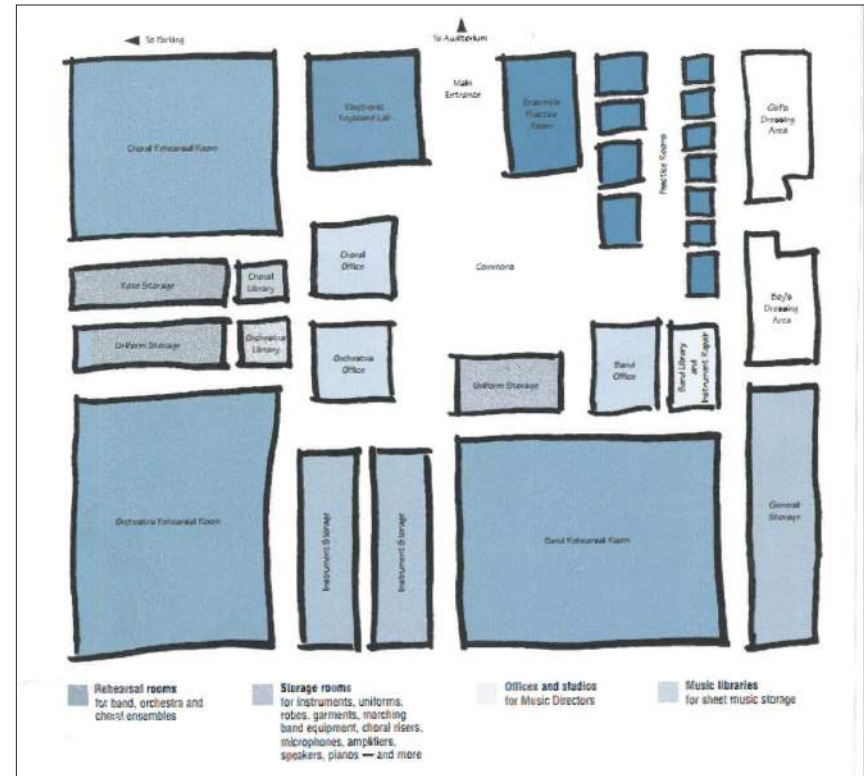 To Parking
To Auditorium
Main
Entrance
Choral Rehearsal Room
Electronic
Keyboard Lab
Ensemble
Practice
Room
Practice Rooms
Girl's
Dressing
Area
Choral
Office
Commons
Robe Storage
Choral
Library
Boy's
Dressing
Area
Uniform Storage
Orchestra
Library
Orchestra
Office
Uniform Storage
Band
Office
Band Library
and
Instrument Repair
Orchestra Rehearsal Room
Instrument Storage
Instrument Storage
Band Rehearsal Room
General
Storage
Rehearsal rooms
for band, orchestra and
choral ensembles
Storage rooms
for instruments, uniforms,
robes, garments, marching
band equipment, choral risers,
microphones, amplifiers,
speakers, pianos — and more
Offices and studios
for Music Directors
Music libraries
for sheet music storage